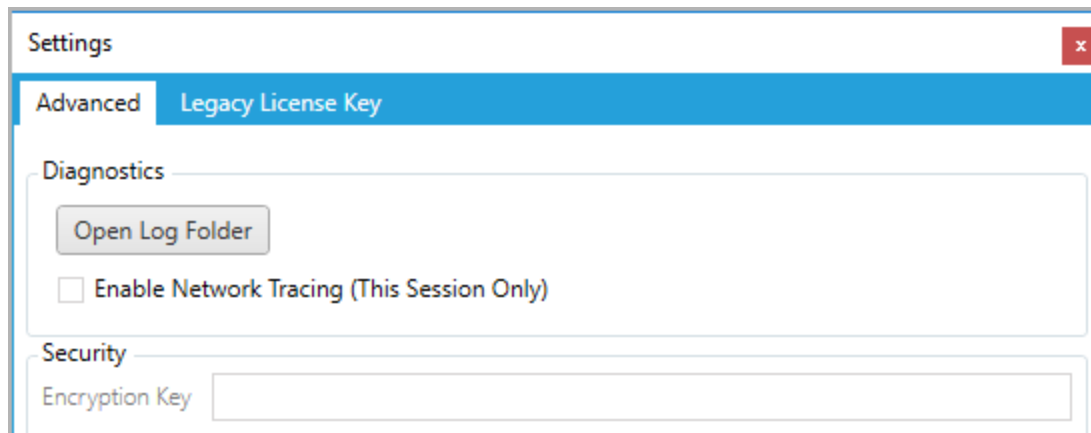 Settings
x
Advanced Legacy License Key
Diagnostics
Open Log Folder
Enable Network Tracing (This Session Only)
Security
Encryption Key